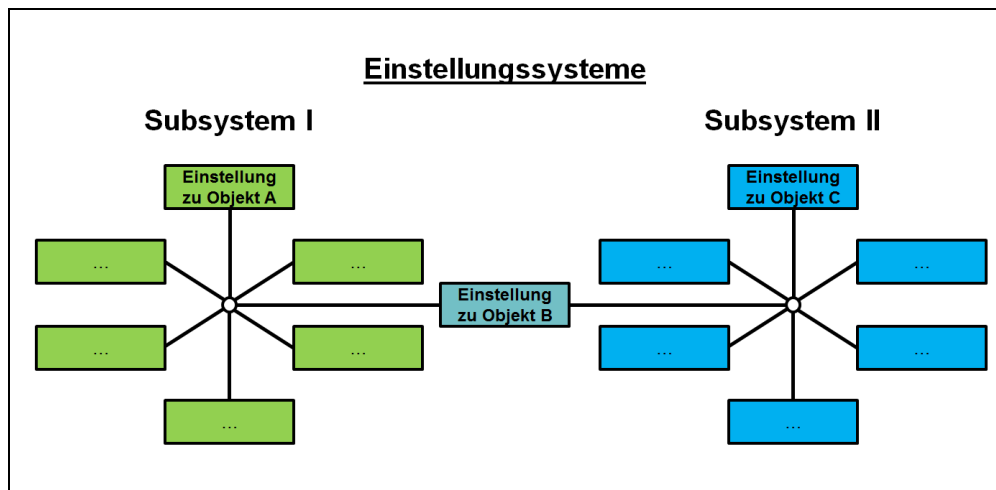 Einstellungssysteme
Subsystem I
Subsystem II
Einstellung
zu Objekt A
Einstellung
zu Objekt C
...
...
...
...
Einstellung
zu Objekt B
...
...
...
...
...
...